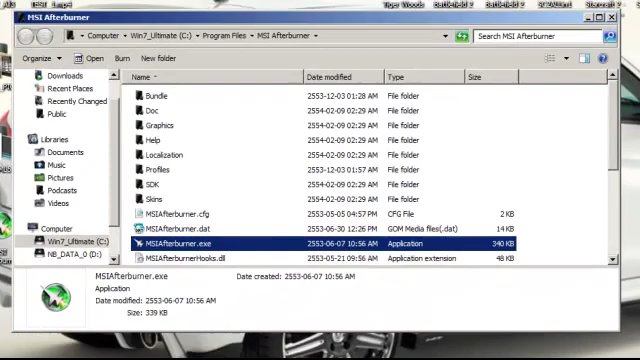 Tiger Woods
Battlefield 2
Battlefield 2
Starcraft 2
MSI Afterburner
Computer
Win7_Ultimate (C:)
Program Files
MSI Afterburner
Search MSI Afterburner
Organize
Open
Burn
New folder
Name
Date modified
Type
Size
Downloads
Recent Places
Recently Changed
Public
Libraries
Documents
Music
Pictures
Podcasts
Videos
Computer
Win7_Ultimate (C:)
NB_DATA_0 (D:)
Bundle 2553-12-03 01:28 AM File folder
Doc 2554-02-09 02:29 AM File folder
Graphics 2554-02-09 02:29 AM File folder
Help 2554-02-09 02:29 AM File folder
Localization 2554-02-09 02:29 AM File folder
Profiles 2553-12-03 01:57 AM File folder
SDK 2554-02-09 02:29 AM File folder
Skins 2554-02-09 02:29 AM File folder
MSIAfterburner.cfg 2553-05-05 04:57 PM CFG File 2 KB
MSIAfterburner.dat 2553-06-30 12:26 PM GOM Media files(.dat) 14 KB
MSIAfterburner.exe 2553-06-07 10:56 AM Application 340 KB
MSIAfterburnerHooks.dll 2553-05-21 09:56 AM Application extension 48 KB
MSIAfterburner.exe Date created: 2553-06-07 10:56 AM
Application
Date modified: 2553-06-07 10:56 AM
Size: 339 KB